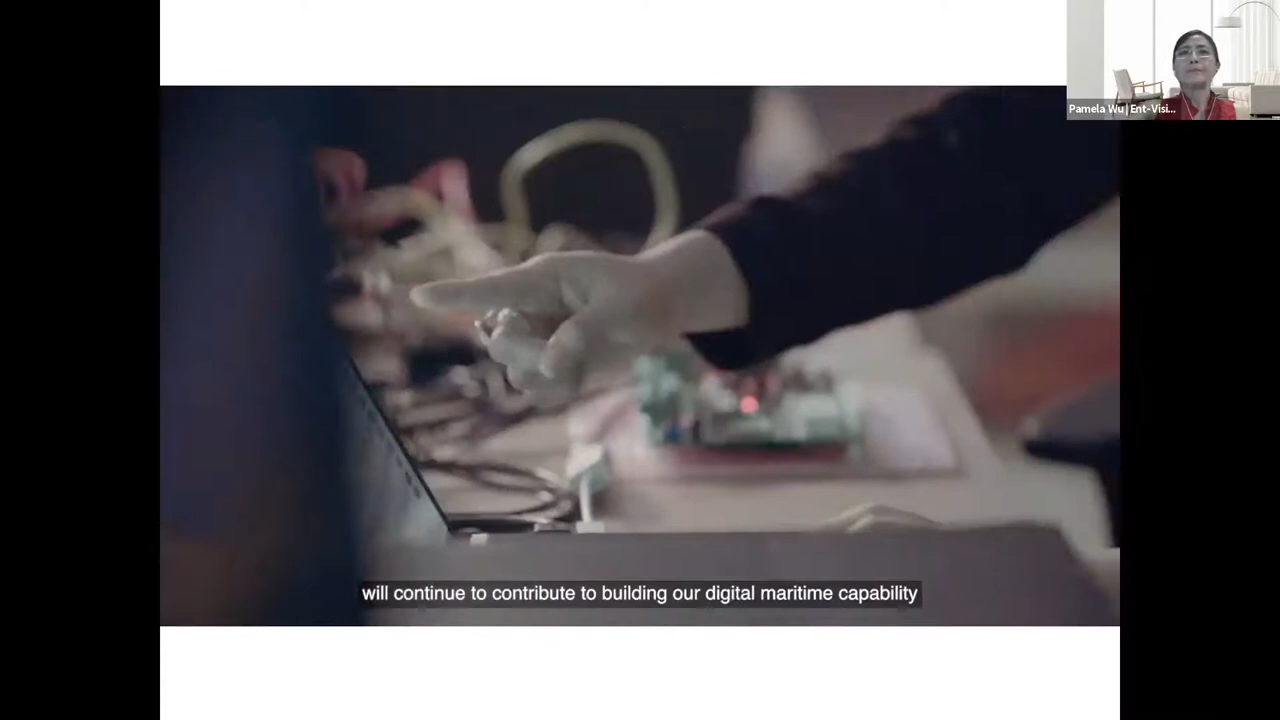 Pamela Wu | Ent-Visi...
will continue to contribute to building our digital maritime capability